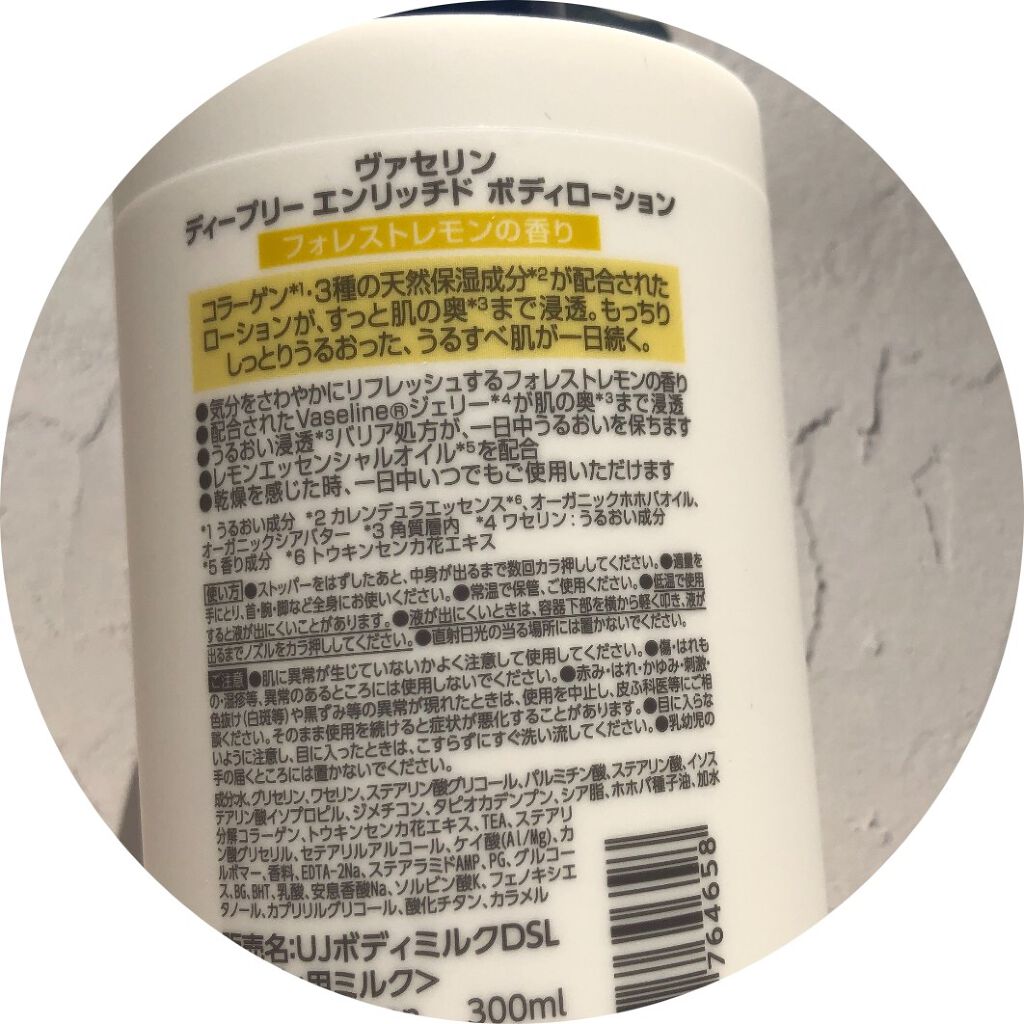 ヴァセリン
ディープリー エンリッチド ボディローション
フォレストレモンの香り
コラーゲン*1・3種の天然保湿成分*2が配合された
ローションが、すっと肌の奥*3まで浸透。もっちり
しっとりうるおった、うるすべ肌が一日続く。
●気分をさわやかにリフレッシュするフォレストレモンの香り
●配合されたVaseline®ジェリー*4が肌の奥*3まで浸透
●うるおい浸透*3バリア処方が、一日中うるおいを保ちます
●レモンエッセンシャルオイル*5を配合
●乾燥を感じた時、一日中いつでもご使用いただけます
*1 うるおい成分 *2 カレンデュラエッセンス*6、オーガニックホホバオイル、
オーガニックシアバター *3 角質層内 *4 ワセリン：うるおい成分
*5 香り成分 *6 トウキンセンカ花エキス
使い方 ●ストッパーをはずしたあと、中身が出るまで数回カラ押ししてください。●適量を
手にとり、首・腕・脚など全身にお使いください。●常温で保管、ご使用ください。●低温で使用
すると液が出にくいことがあります。●液が出にくいときは、容器下部を横から軽く叩き、液が
出るまでノズルをカラ押ししてください。●直射日光の当る場所には置かないでください。
ご注意 ●肌に異常が生じていないかよく注意して使用してください。●傷・はれも
の・湿疹等、異常のあるところには使用しないでください。●赤み・はれ・かゆみ・刺激・
色抜け(白斑等)や黒ずみ等の異常が現れたときは、使用を中止し、皮ふ科医等にご相
談ください。そのまま使用を続けると症状が悪化することがあります。●目に入らな
いように注意し、目に入ったときは、こすらずにすぐ洗い流してください。●乳幼児の
手の届くところには置かないでください。
成分:水、グリセリン、ワセリン、ステアリン酸グリコール、パルミチン酸、ステアリン酸、イソス
テアリン酸イソプロピル、ジメチコン、タピオカデンプン、シア脂、ホホバ種子油、加水
分解コラーゲン、トウキンセンカ花エキス、TEA、ステアリ
ン酸グリセリル、セテアリルアルコール、ケイ酸(Al/Mg)、カ
ルボマー、香料、EDTA-2Na、ステアラミドAMP、PG、グルコー
ス、BG、BHT、乳酸、安息香酸Na、ソルビン酸K、フェノキシエ
タノール、カプリリルグリコール、酸化チタン、カラメル
販売名:UJボディミルクDSL
用ミルク>
300ml
764658